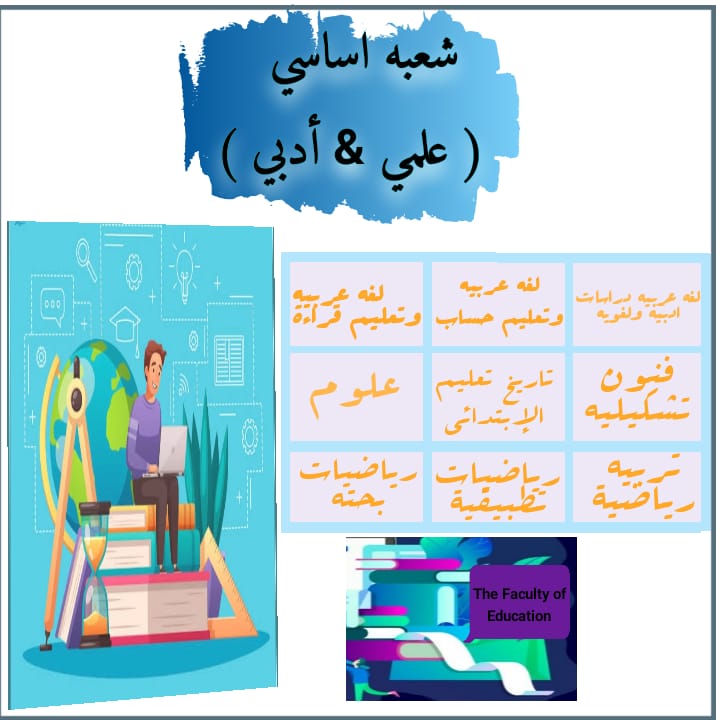 شعبه اساسي
( علمي & أدبي )
لغه عربيه دراسات
ادبية ولغويه
لغه عربيه
وتعليم حساب
لغه عربيه
وتعليم قراءة
فنون
تشكيليه
تاريخ تعليم
الإبتدائى
علوم
تربيه
رياضية
رياضيات
تطبيقية
رياضيات
بحته
The Faculty of
Education